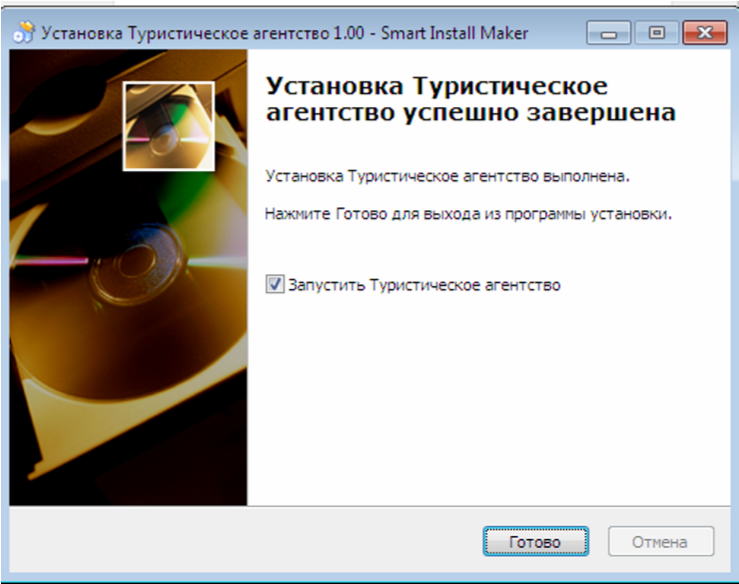 Установка Туристическое агентство 1.00 - Smart Install Maker
Установка Туристическое
агентство успешно завершена
Установка Туристическое агентство выполнена.
Нажмите Готово для выхода из программы установки.
Запустить Туристическое агентство
Готово
Отмена